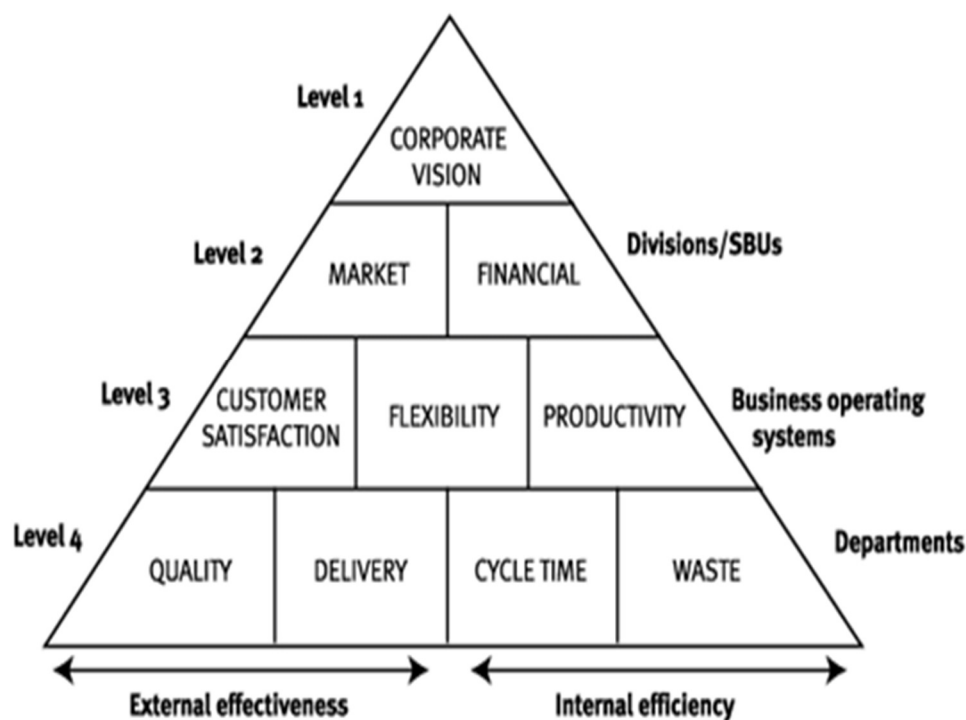 Level 1
CORPORATE
VISION
Level 2
MARKET
FINANCIAL
Divisions/SBUs
Level 3
CUSTOMER
SATISFACTION
FLEXIBILITY
PRODUCTIVITY
Business operating
systems
Level 4
QUALITY
DELIVERY
CYCLE TIME
WASTE
Departments
External effectiveness
Internal efficiency